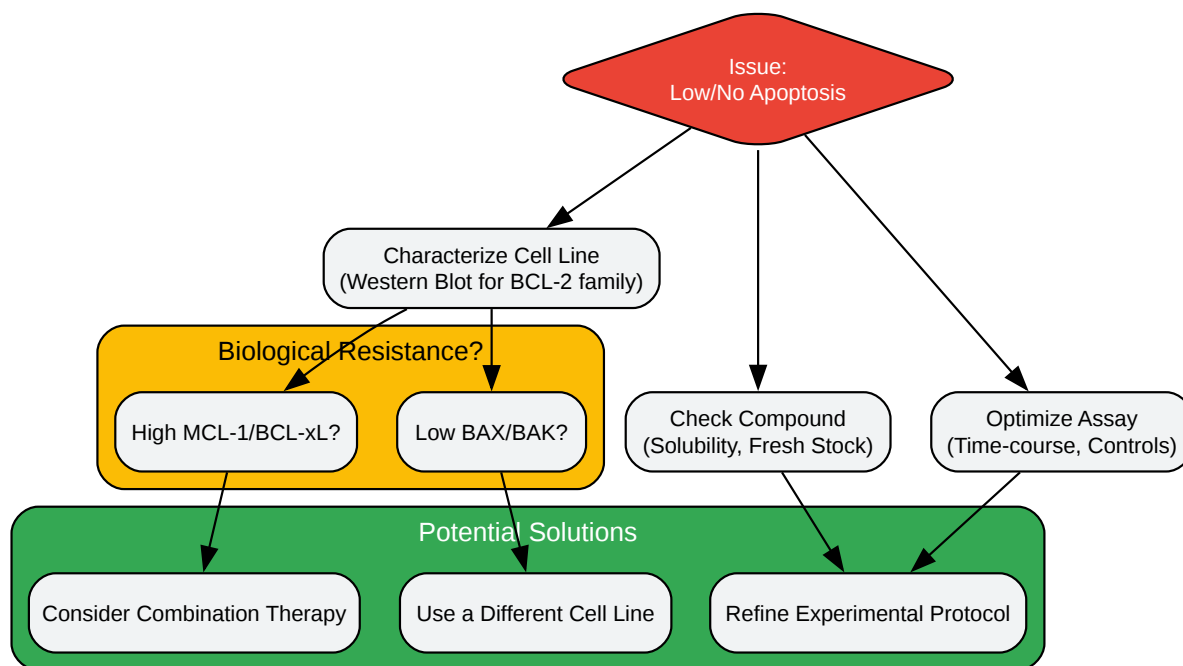 Issue:
Low/No Apoptosis
Characterize Cell Line
(Western Blot for BCL-2 family)
Biological Resistance?
High MCL-1/BCL-xL?
Low BAX/BAK?
Check Compound
(Solubility, Fresh Stock)
Optimize Assay
(Time-course, Controls)
Potential Solutions
Consider Combination Therapy
Use a Different Cell Line
Refine Experimental Protocol